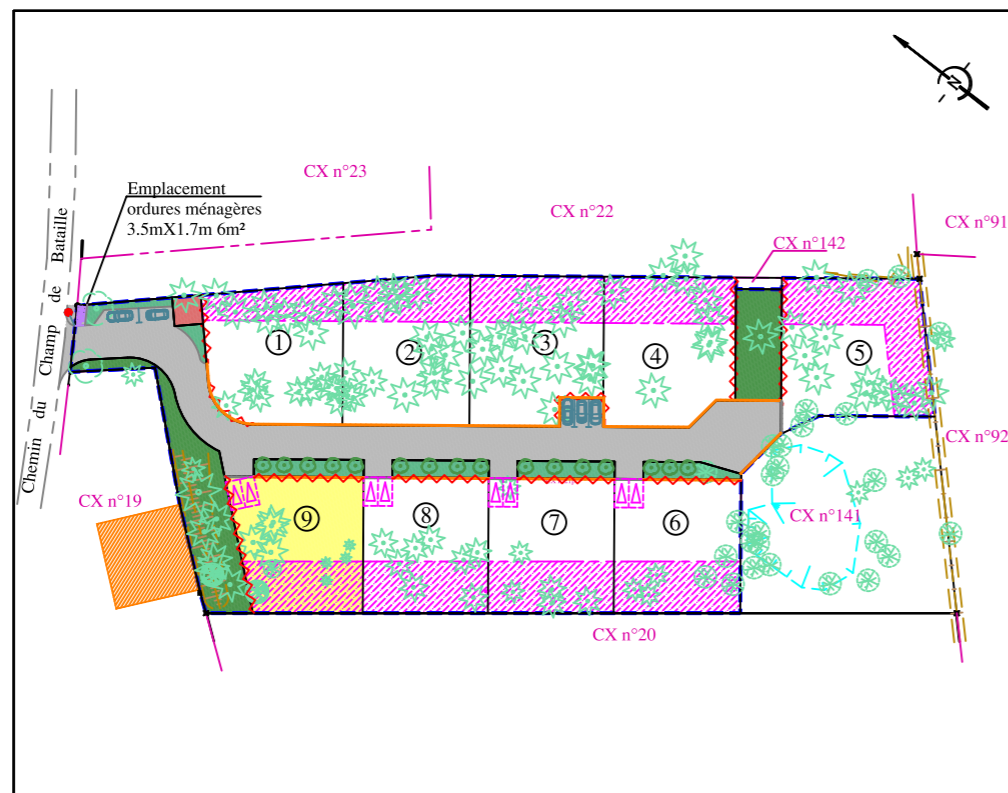 N
CX n°23
CX n°22
CX n°91
Emplacement
ordures ménagères
3.5mX1.7m 6m²
CX n°142
Chemin du Champ de Bataille
1
2
3
4
5
CX n°92
CX n°19
CX n°141
9
8
7
6
CX n°20